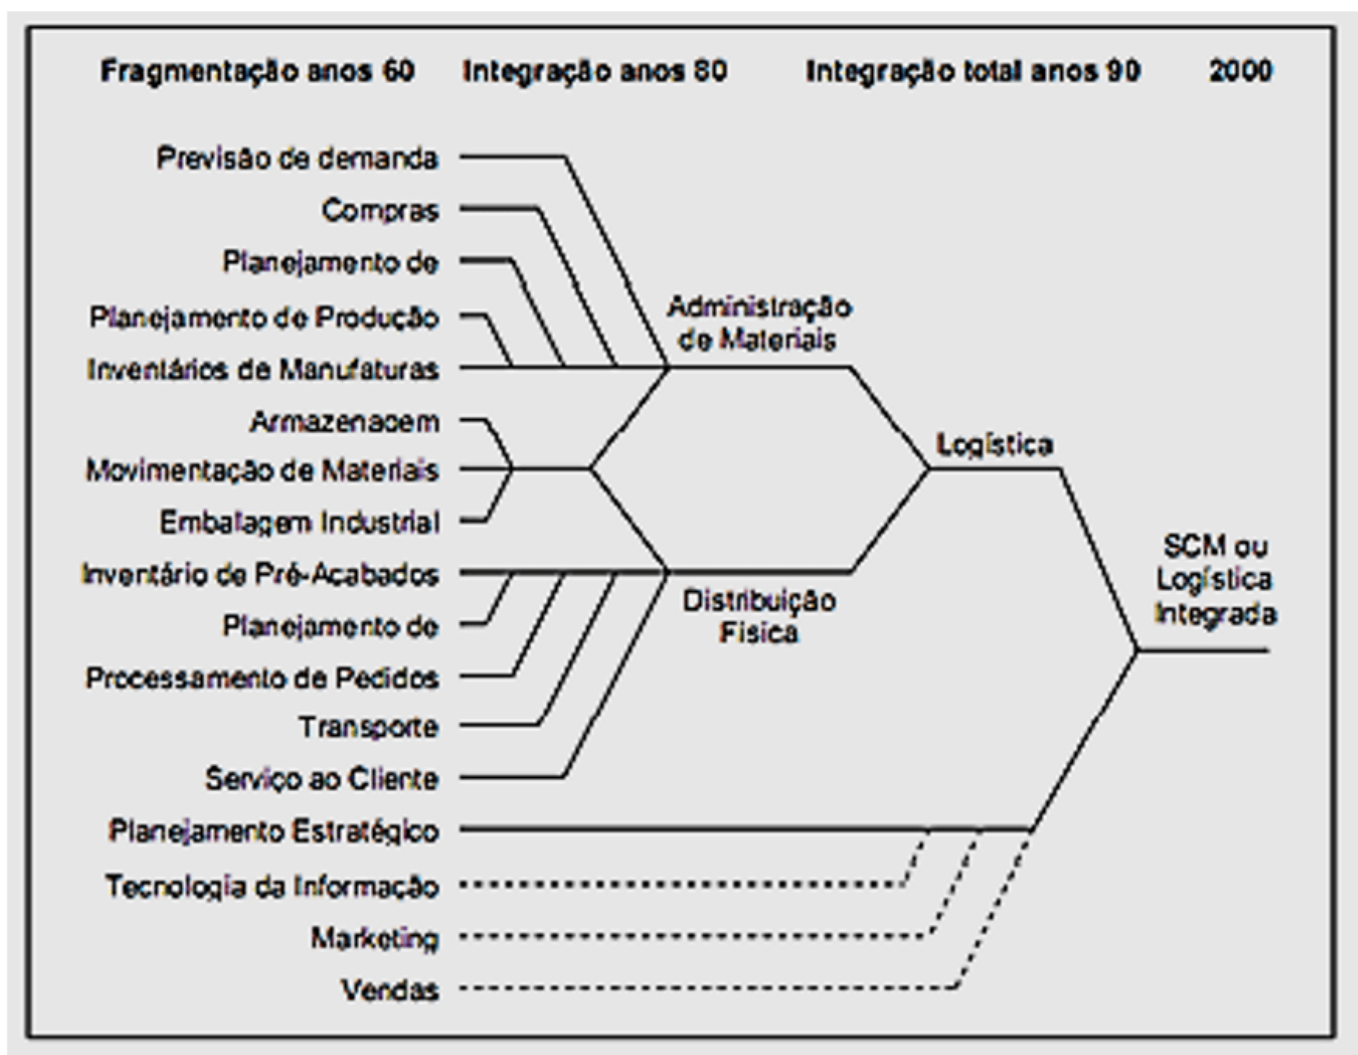 Fragmentação anos 60 Integração anos 80 Integração total anos 90 2000
Previsão de demanda
Compras
Planejamento de
Planejamento de Produção
Inventários de Manufaturas
Armazenagem
Movimentação de Materiais
Embalagem Industrial
Inventário de Pré-Acabados
Planejamento de
Processamento de Pedidos
Transporte
Serviço ao Cliente
Planejamento Estratégico
Tecnologia da Informação
Marketing
Vendas
Administração
de Materiais
Distribuição
Física
Logística
SCM ou
Logística
Integrada